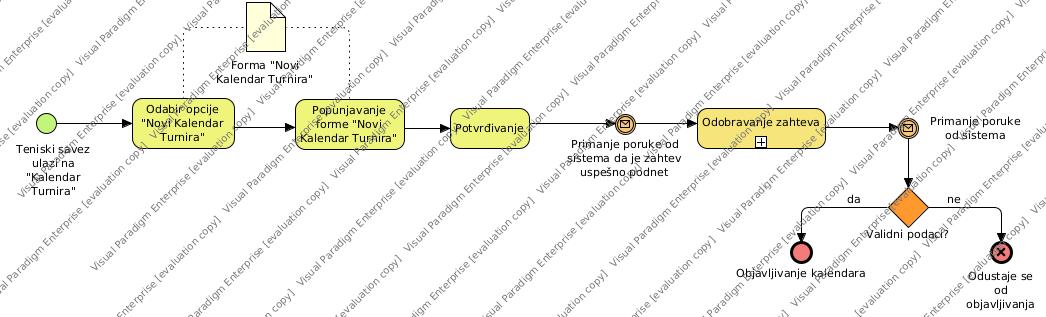 Forma "Novi
Kalendar Turnira"
Odabir opcije
"Novi Kalendar
Turnira"
Popunjavanje
forme "Novi
Kalendar Turnira"
Potvrđivanje
Odobravanje zahteva
Teniski savez
ulazi na
"Kalendar
Turnira"
Primanje poruke od
sistema da je zahtev
uspešno podnet
Primanje poruke
od sistema
da
ne
Validni podaci?
Objavljivanje kalendara
Odustaje se
od
objavljivanja
Visual Paradigm Enterprise [evaluation copy]